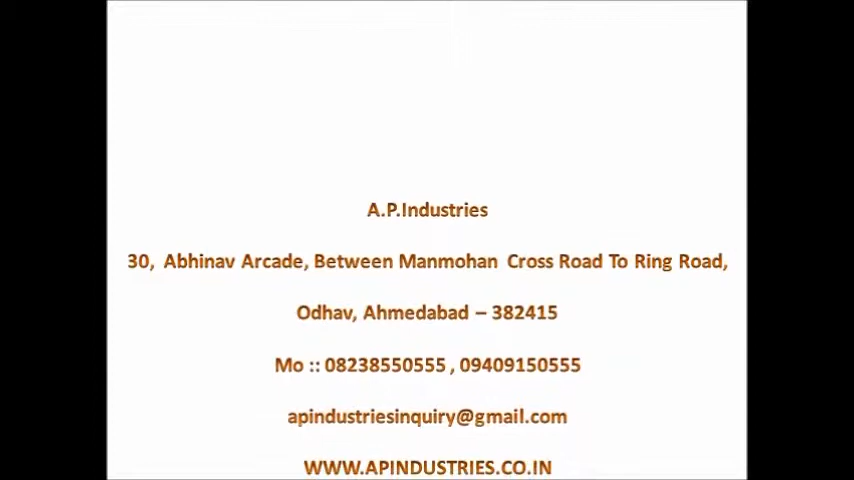 A.P.Industries
30, Abhinav Arcade, Between Manmohan Cross Road To Ring Road,
Odhav, Ahmedabad – 382415
Mo :: 08238550555 , 09409150555
apindustriesinquiry@gmail.com
WWW.APINDUSTRIES.CO.IN